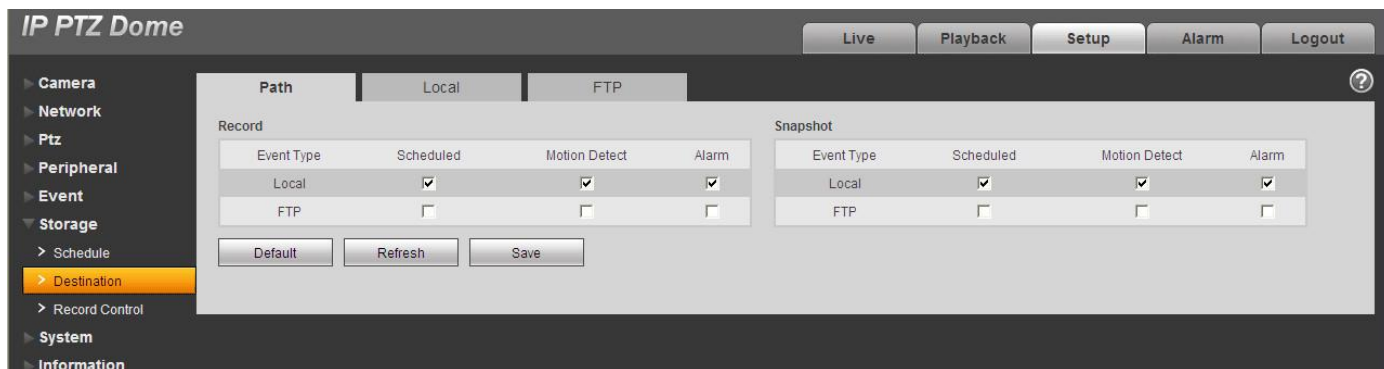 IP PTZ Dome
Live Playback Setup Alarm Logout
Camera
Network
Ptz
Peripheral
Event
Storage
> Schedule
> Destination
> Record Control
System
Information
Path Local FTP
?
Record
Event Type Scheduled Motion Detect Alarm
Local
FTP
Default Refresh Save
Snapshot
Event Type Scheduled Motion Detect Alarm
Local
FTP